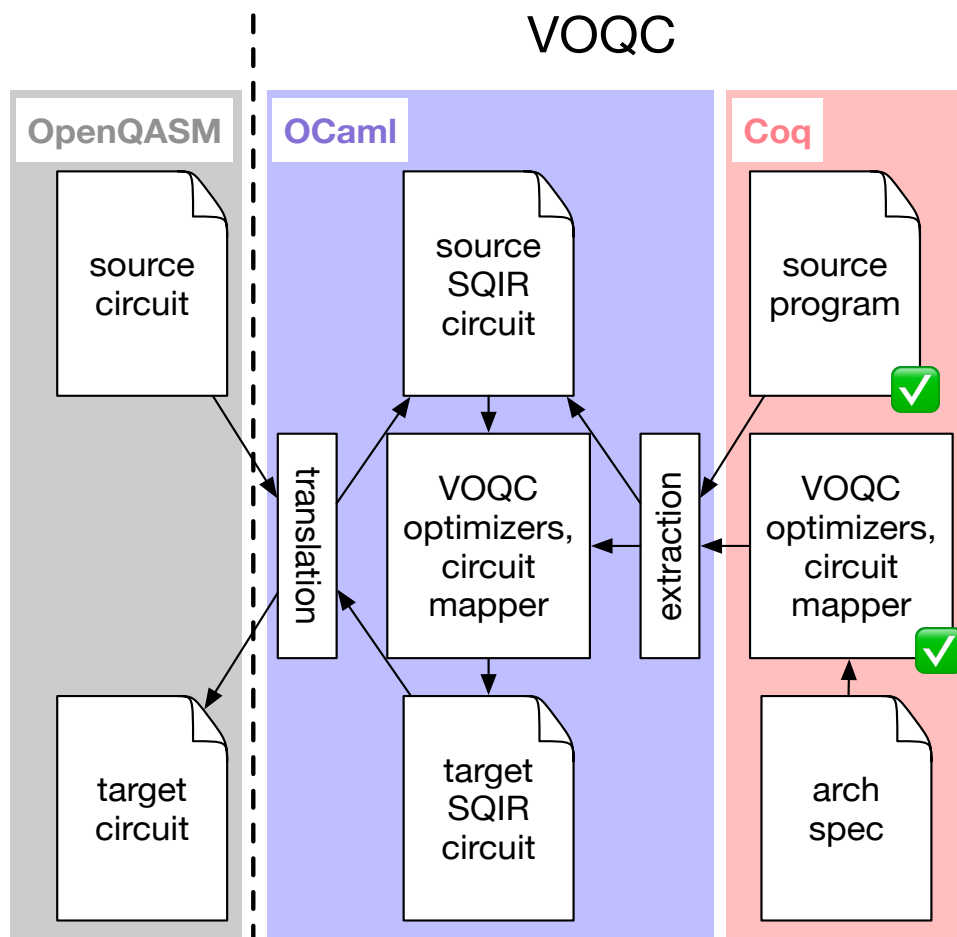 VOQC
OpenQASM
source
circuit
target
circuit
OCaml
source
SQIR
circuit
translation
VOQC
optimizers,
circuit
mapper
extraction
target
SQIR
circuit
Coq
source
program
VOQC
optimizers,
circuit
mapper
arch
spec